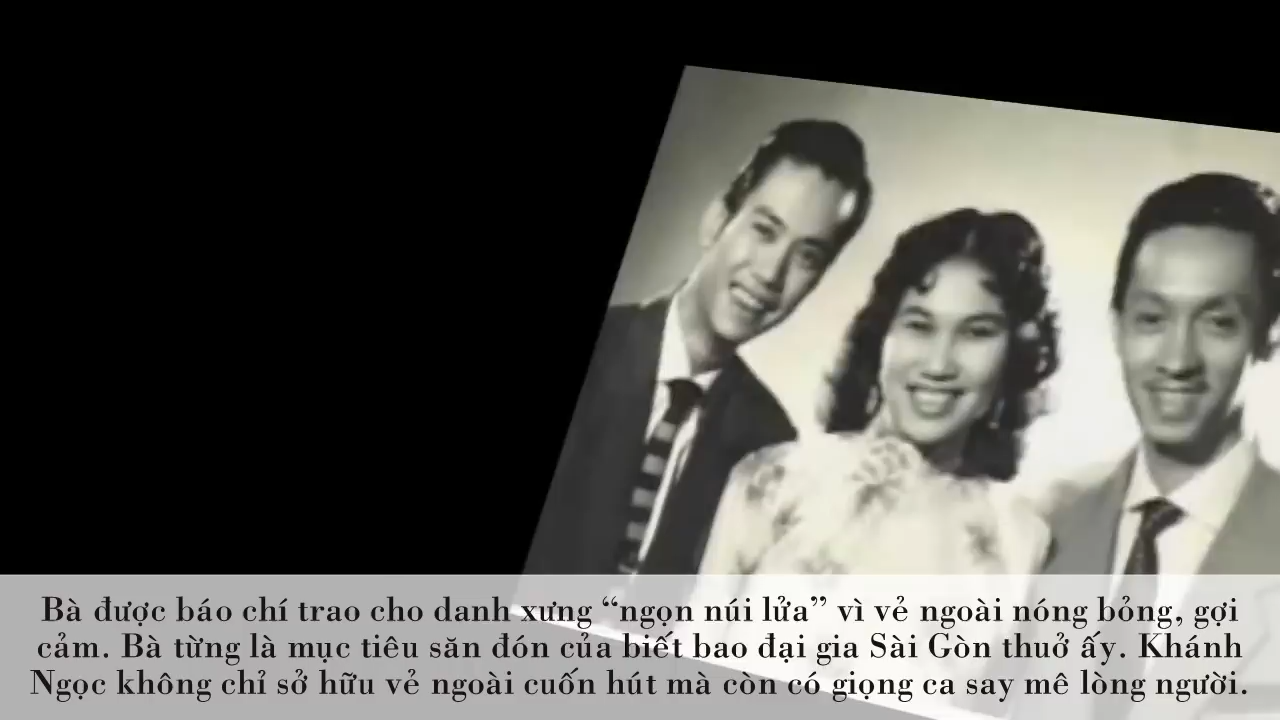 Bà được báo chí trao cho danh xưng “ngọn núi lửa” vì vẻ ngoài nóng bỏng, gợi
cảm. Bà từng là mục tiêu săn đón của biết bao đại gia Sài Gòn thuở ấy. Khánh
Ngọc không chỉ sở hữu vẻ ngoài cuốn hút mà còn có giọng ca say mê lòng người.